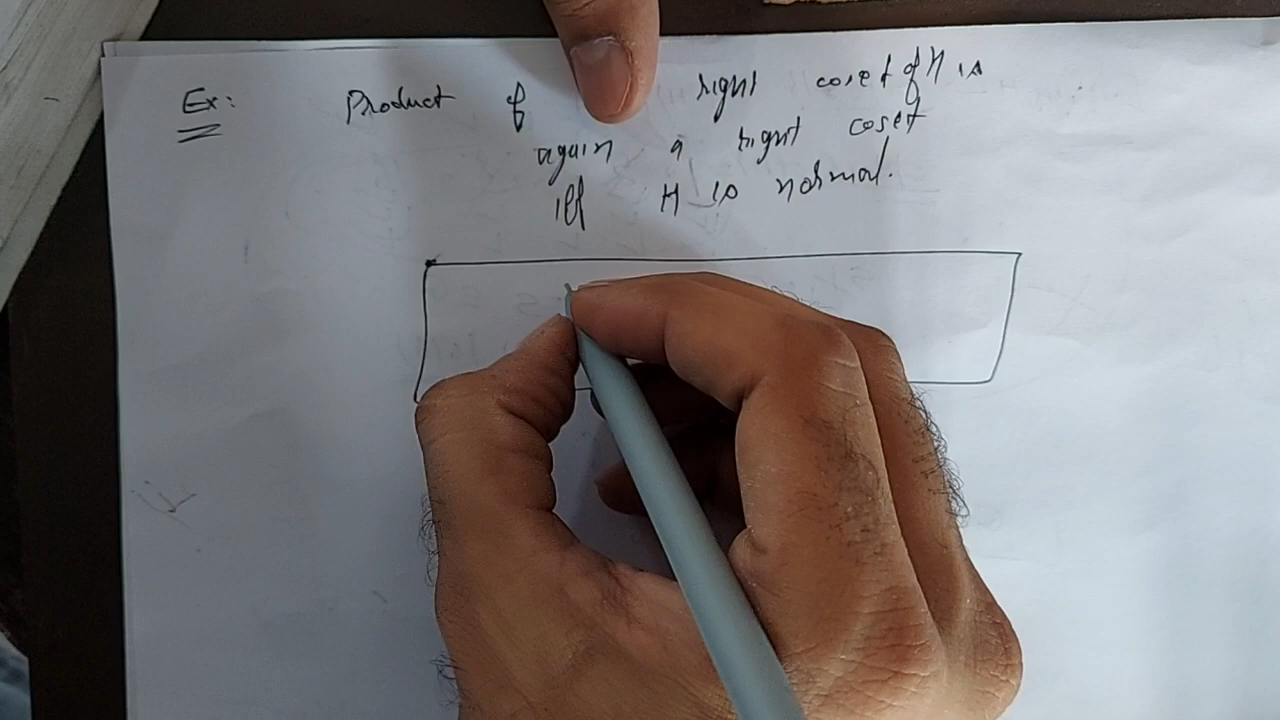 Ex: Product of right coset of H is
again a right coset
iff H is normal.